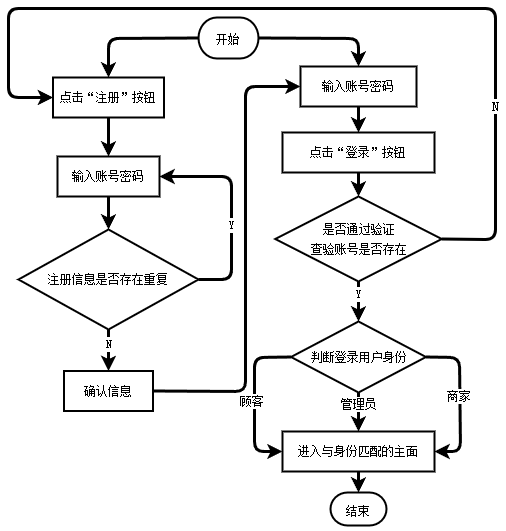 开始
点击“注册”按钮
输入账号密码
Y
注册信息是否存在重复
N
确认信息
输入账号密码
N
点击“登录”按钮
是否通过验证
查验账号是否存在
Y
判断登录用户身份
顾客
管理员
商家
进入与身份匹配的主面
结束